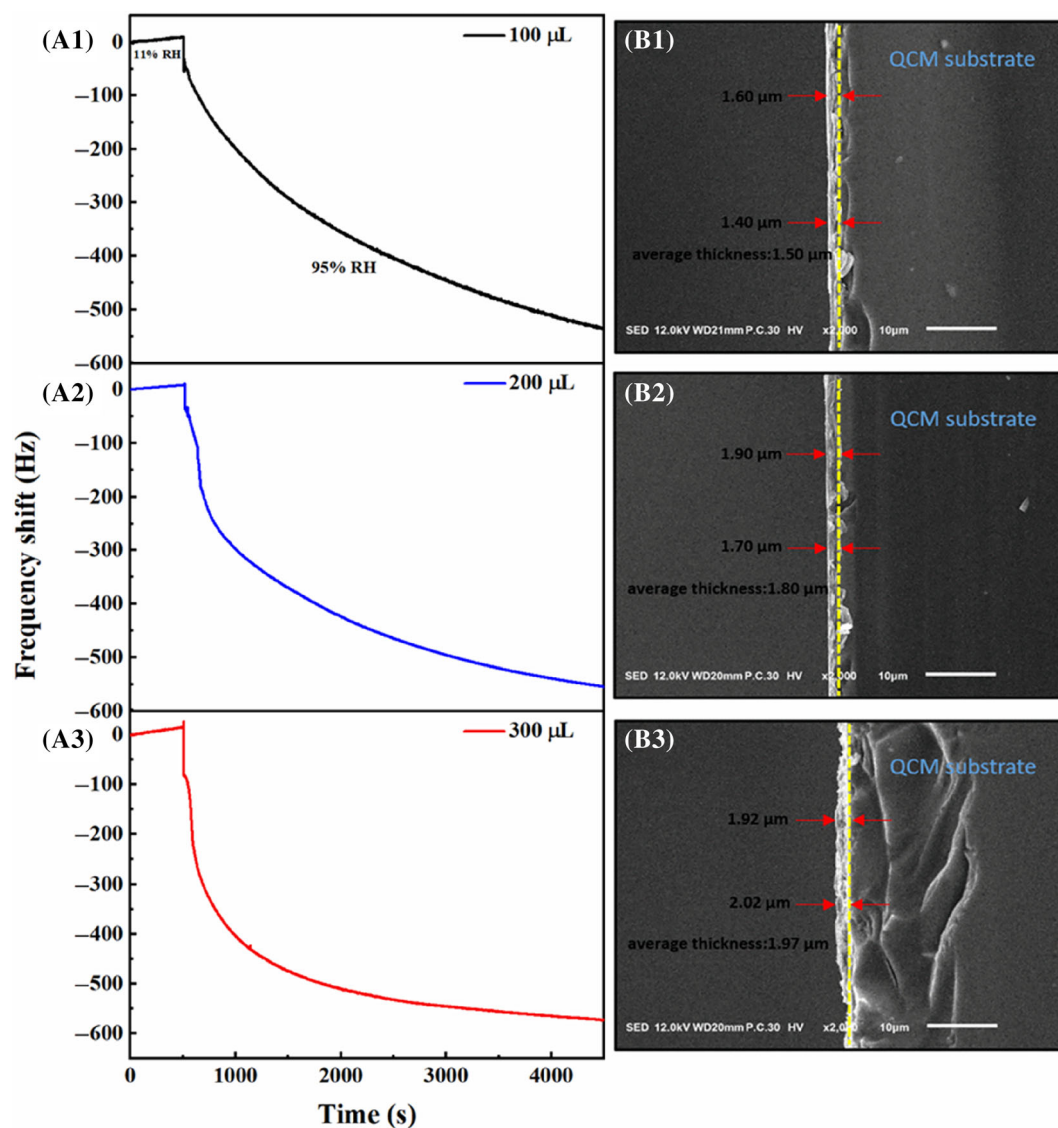 (A1)
100 μL
0
11% RH
–100
–200
–300
–400
–500
–600
95% RH
(A2)
200 μL
0
–100
–200
–300
–400
–500
–600
(A3)
300 μL
0
–100
–200
–300
–400
–500
–600
0
1000
2000
3000
4000
Frequency shift (Hz)
Time (s)
(B1)
QCM substrate
1.60 μm
1.40 μm
average thickness:1.50 μm
SED 12.0kV WD21mm P.C.30 HV x2,000 10μm
(B2)
QCM substrate
1.90 μm
1.70 μm
average thickness:1.80 μm
SED 12.0kV WD20mm P.C.30 HV x2,000 10μm
(B3)
QCM substrate
1.92 μm
2.02 μm
average thickness:1.97 μm
SED 12.0kV WD20mm P.C.30 HV x2,000 10μm